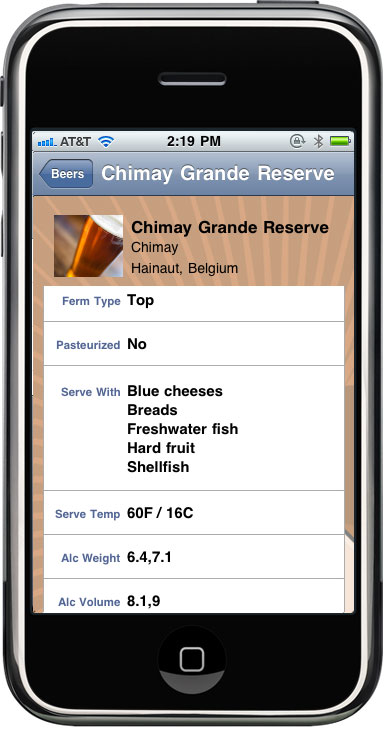 AT&T 2:19 PM
Beers Chimay Grande Reserve
Chimay Grande Reserve
Chimay
Hainaut, Belgium
Ferm Type Top
Pasteurized No
Serve With Blue cheeses
Breads
Freshwater fish
Hard fruit
Shellfish
Serve Temp 60F / 16C
Alc Weight 6.4,7.1
Alc Volume 8.1,9